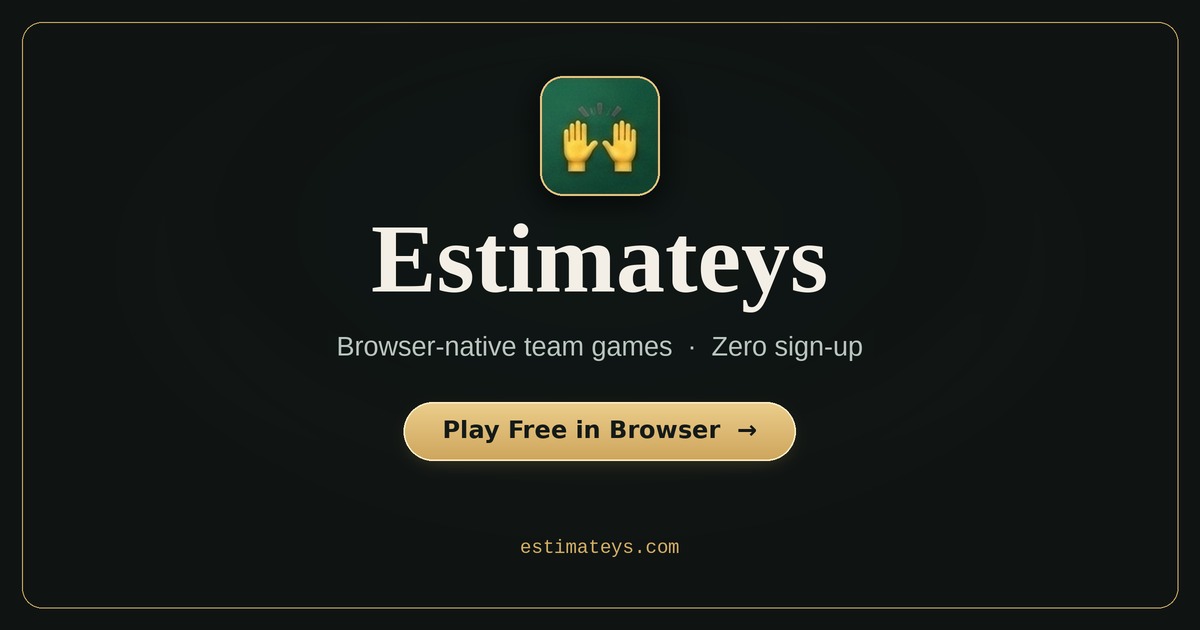 Estimateys
Browser-native team games · Zero sign-up
Play Free in Browser →
estimateys.com